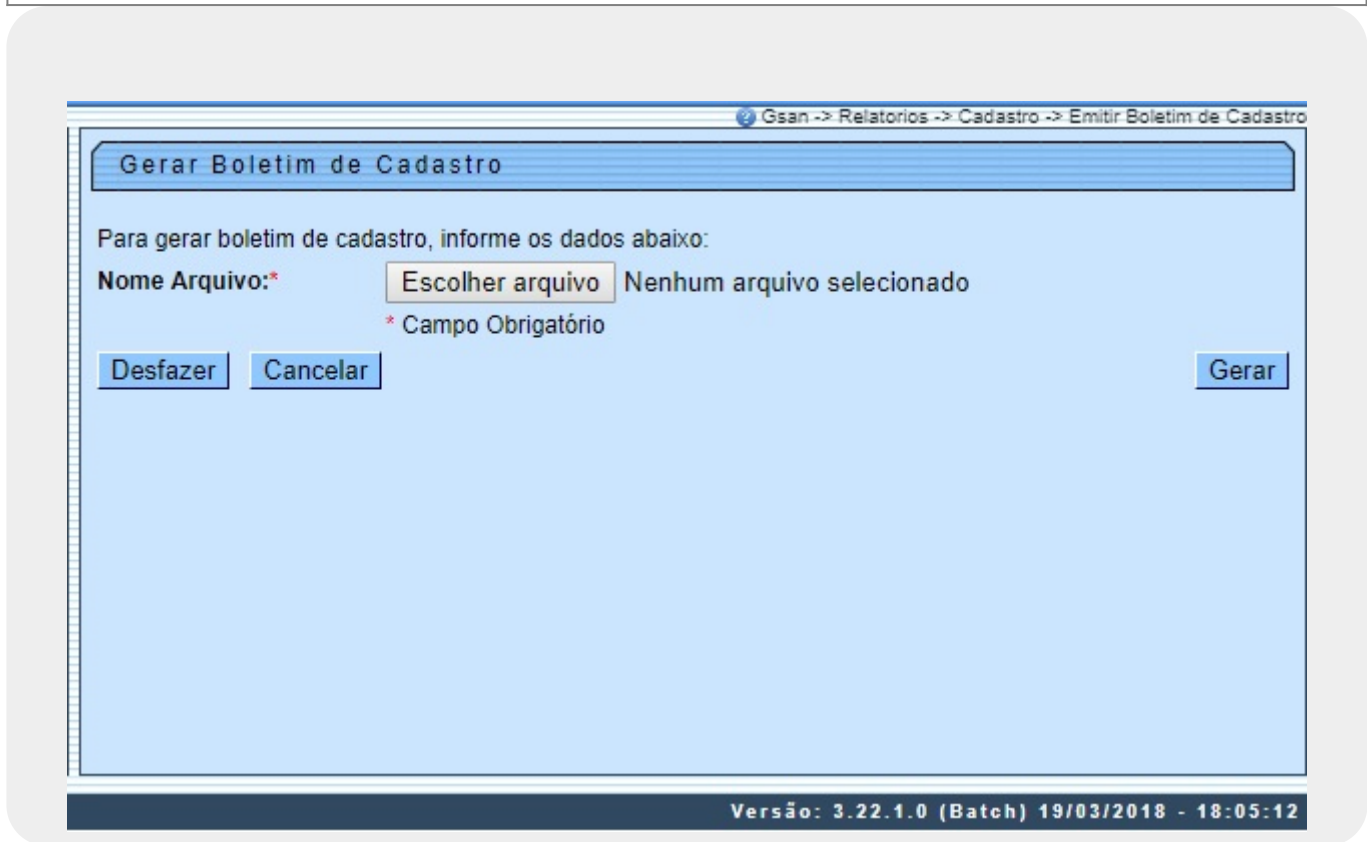 Gsan -> Relatorios -> Cadastro -> Emitir Boletim de Cadastro
Gerar Boletim de Cadastro
Para gerar boletim de cadastro, informe os dados abaixo:
Nome Arquivo:* Escolher arquivo Nenhum arquivo selecionado
* Campo Obrigatório
Desfazer Cancelar Gerar
Versão: 3.22.1.0 (Batch) 19/03/2018 - 18:05:12